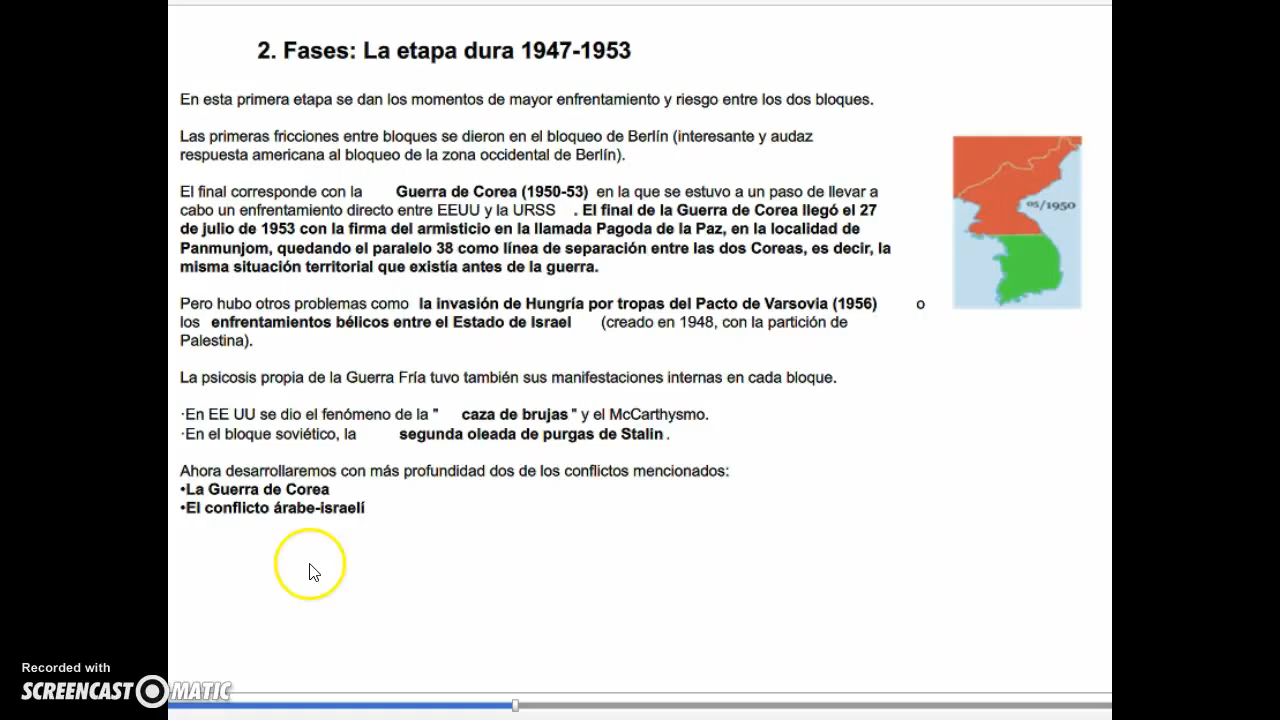 2. Fases: La etapa dura 1947-1953
En esta primera etapa se dan los momentos de mayor enfrentamiento y riesgo entre los dos bloques.
Las primeras fricciones entre bloques se dieron en el bloqueo de Berlín (interesante y audaz
respuesta americana al bloqueo de la zona occidental de Berlín).
El final corresponde con la Guerra de Corea (1950-53) en la que se estuvo a un paso de llevar a
cabo un enfrentamiento directo entre EEUU y la URSS . El final de la Guerra de Corea llegó el 27
de julio de 1953 con la firma del armisticio en la llamada Pagoda de la Paz, en la localidad de
Panmunjom, quedando el paralelo 38 como línea de separación entre las dos Coreas, es decir, la
misma situación territorial que existía antes de la guerra.
05/1950
Pero hubo otros problemas como la invasión de Hungría por tropas del Pacto de Varsovia (1956) o
los enfrentamientos bélicos entre el Estado de Israel (creado en 1948, con la partición de
Palestina).
La psicosis propia de la Guerra Fría tuvo también sus manifestaciones internas en cada bloque.
·En EE UU se dio el fenómeno de la " caza de brujas " y el McCarthysmo.
·En el bloque soviético, la segunda oleada de purgas de Stalin .
Ahora desarrollaremos con más profundidad dos de los conflictos mencionados:
•La Guerra de Corea
•El conflicto árabe-israelí
Recorded with
SCREENCAST O MATIC